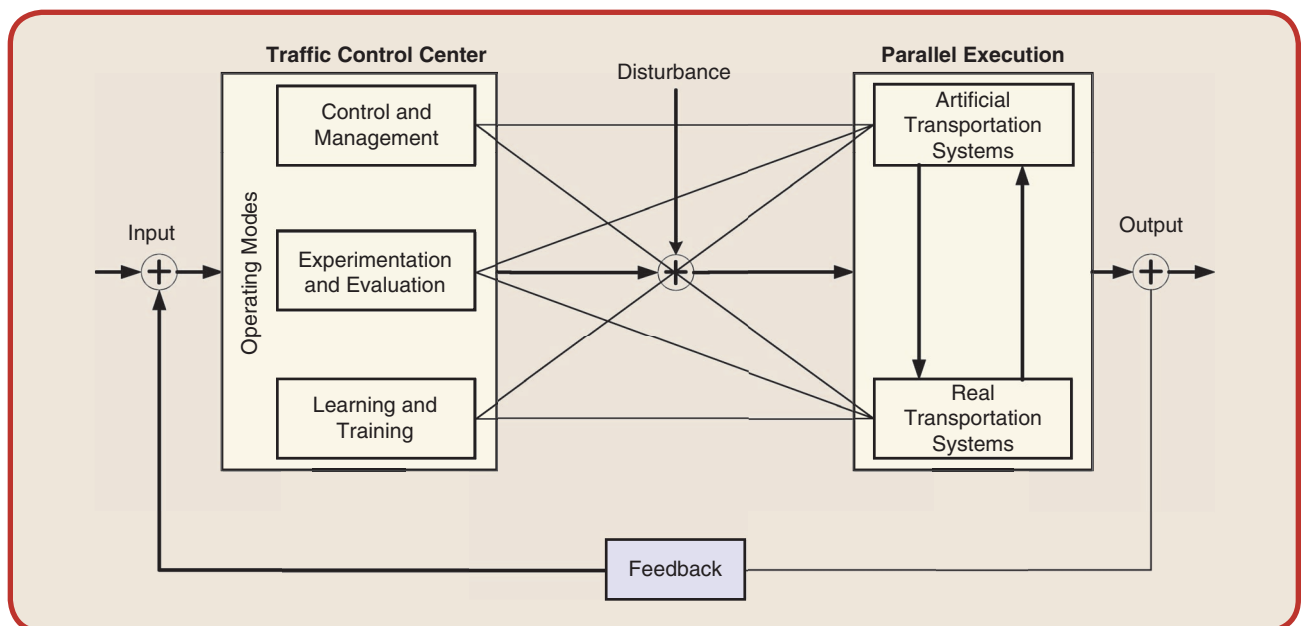 Traffic Control Center
Parallel Execution
Disturbance
Control and
Management
Artificial
Transportation
Systems
Input
Operating Modes
Experimentation
and Evaluation
Output
Learning and
Training
Real
Transportation
Systems
Feedback